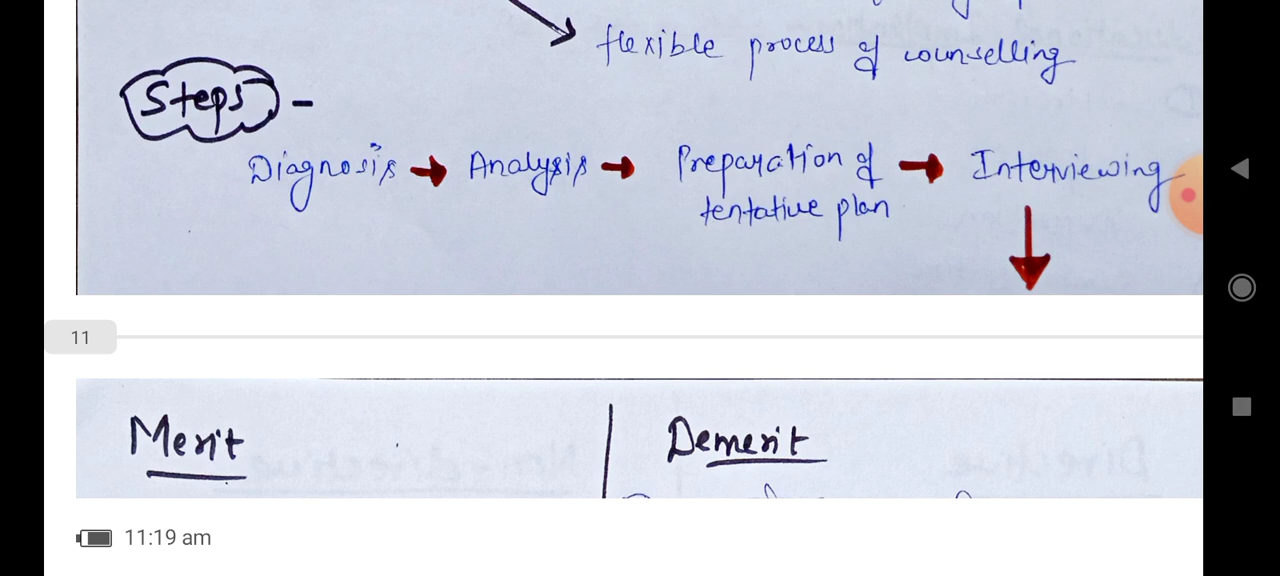 flexible process of counselling
Steps -
Diagnosis → Analysis → Preparation of → Interviewing
tentative plan
11
Merit Demerit
11:19 am